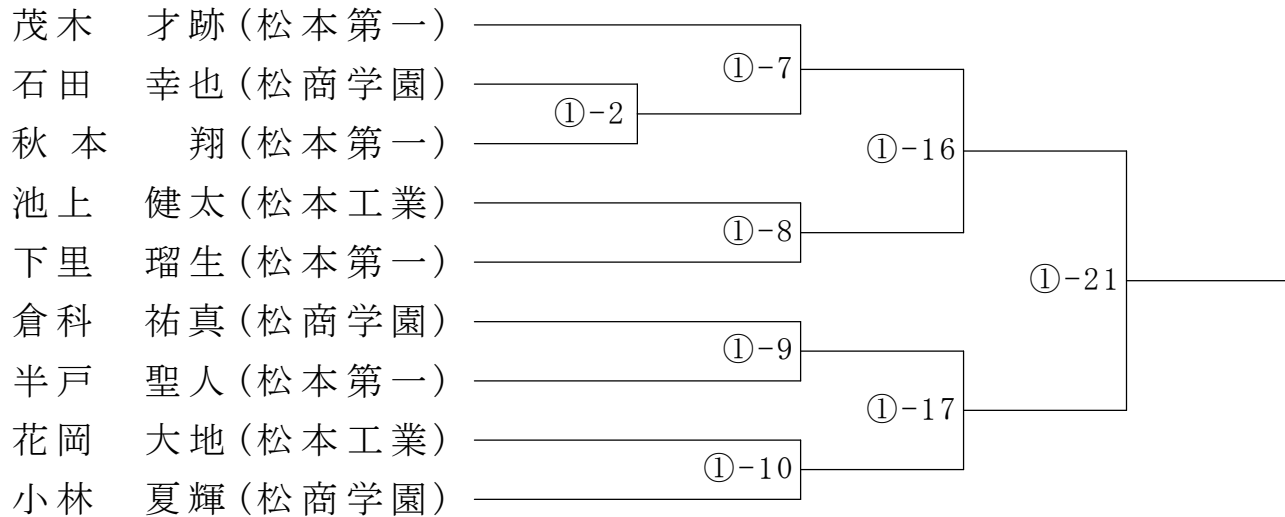 茂木 才跡(松本第一)
石田 幸也(松商学園)
秋本 翔(松本第一)
池上 健太(松本工業)
下里 瑠生(松本第一)
倉科 祐真(松商学園)
半戸 聖人(松本第一)
花岡 大地(松本工業)
小林 夏輝(松商学園)
①-7
①-2
①-16
①-8
①-21
①-9
①-17
①-10